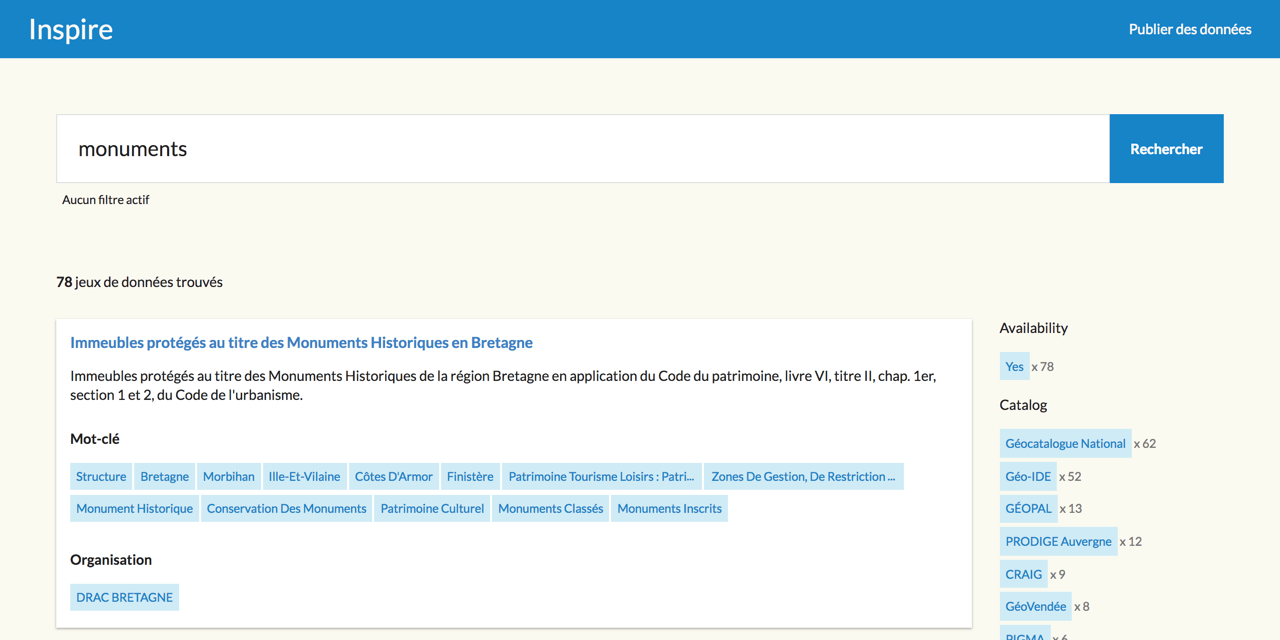 Inspire
Publier des données
monuments
Rechercher
Aucun filtre actif
78 jeux de données trouvés
Immeubles protégés au titre des Monuments Historiques en Bretagne
Immeubles protégés au titre des Monuments Historiques de la région Bretagne en application du Code du patrimoine, livre VI, titre II, chap. 1er,
section 1 et 2, du Code de l'urbanisme.
Mot-clé
Structure Bretagne Morbihan Ille-Et-Vilaine Côtes D'Armor Finistère Patrimoine Tourisme Loisirs : Patri... Zones De Gestion, De Restriction ...
Monument Historique Conservation Des Monuments Patrimoine Culturel Monuments Classés Monuments Inscrits
Organisation
DRAC BRETAGNE
Availability
Yes x 78
Catalog
Géocatalogue National x 62
Géo-IDE x 52
GÉOPAL x 13
PRODIGE Auvergne x 12
CRAIG x 9
GéoVendée x 8
PIGMA x 6